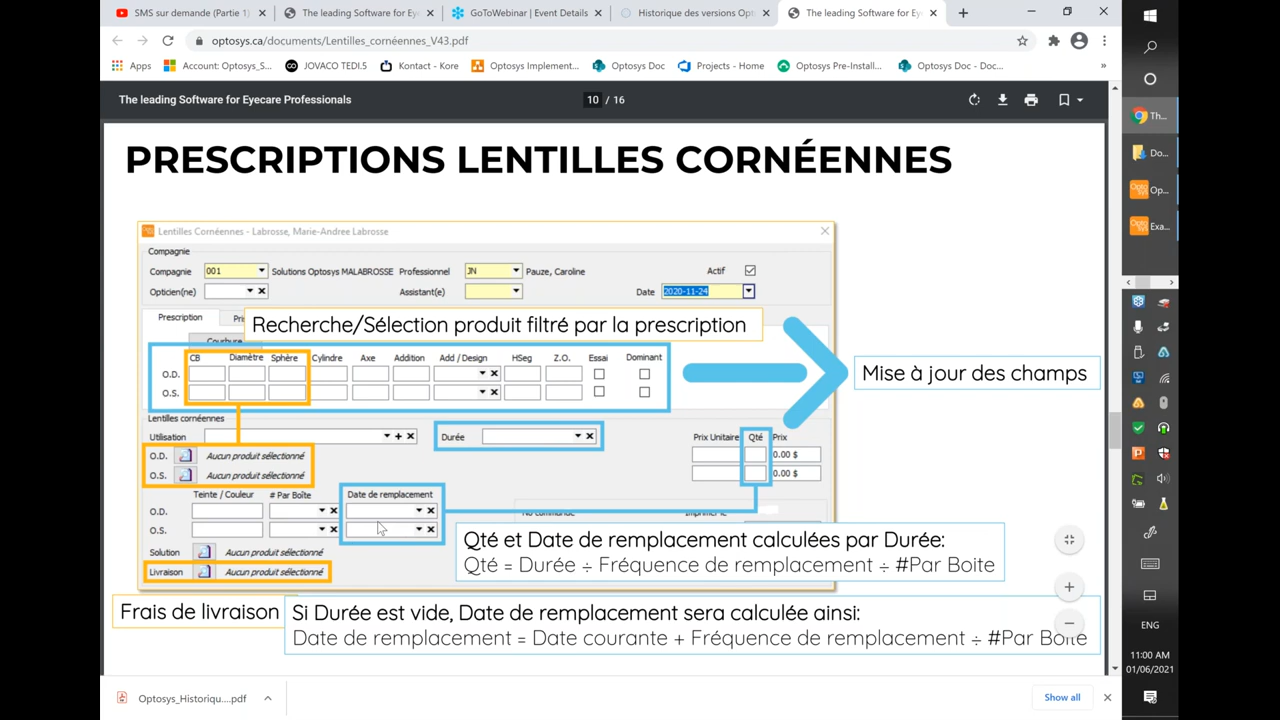 SMS sur demande (Partie 1)
The leading Software for Eye
GoToWebinar | Event Details
Historique des versions Opt
The leading Software for Eye
optosys.ca/documents/Lentilles_cornéennes_V43.pdf
Apps
Account: Optosys_S...
JOVACO TEDI.5
Kontact - Kore
Optosys Implement...
Optosys Doc
Projects - Home
Optosys Pre-Install...
Optosys Doc - Doc...
»
The leading Software for Eyecare Professionals
10 / 16
PRESCRIPTIONS LENTILLES CORNÉENNES
Lentilles Cornéennes - Labrosse, Marie-Andree Labrosse
Compagnie
Compagnie 001 Solutions Optosys MALABROSSE Professionnel JN Pauze, Caroline Actif
Opticien(ne) Assistant(e) Date 2020-11-24
Prescription
Recherche/Sélection produit filtré par la prescription
Courbure
CB Diamètre Sphère Cylindre Axe Addition Add / Design HSeg Z.O. Essai Dominant
O.D.
O.S.
Mise à jour des champs
Lentilles cornéennes
Utilisation Durée Prix Unitaire Qté Prix
O.D. Aucun produit sélectionné 0.00 $
O.S. Aucun produit sélectionné 0.00 $
Teinte / Couleur # Par Boîte Date de remplacement
O.D.
O.S.
Solution Aucun produit sélectionné
Livraison Aucun produit sélectionné
Qté et Date de remplacement calculées par Durée:
Qté = Durée ÷ Fréquence de remplacement ÷ #Par Boite
Frais de livraison
Si Durée est vide, Date de remplacement sera calculée ainsi:
Date de remplacement = Date courante + Fréquence de remplacement ÷ #Par Boite
Optosys_Historiqu....pdf
Show all
Th...
Do...
Op...
Exa...
ENG
11:00 AM
01/06/2021